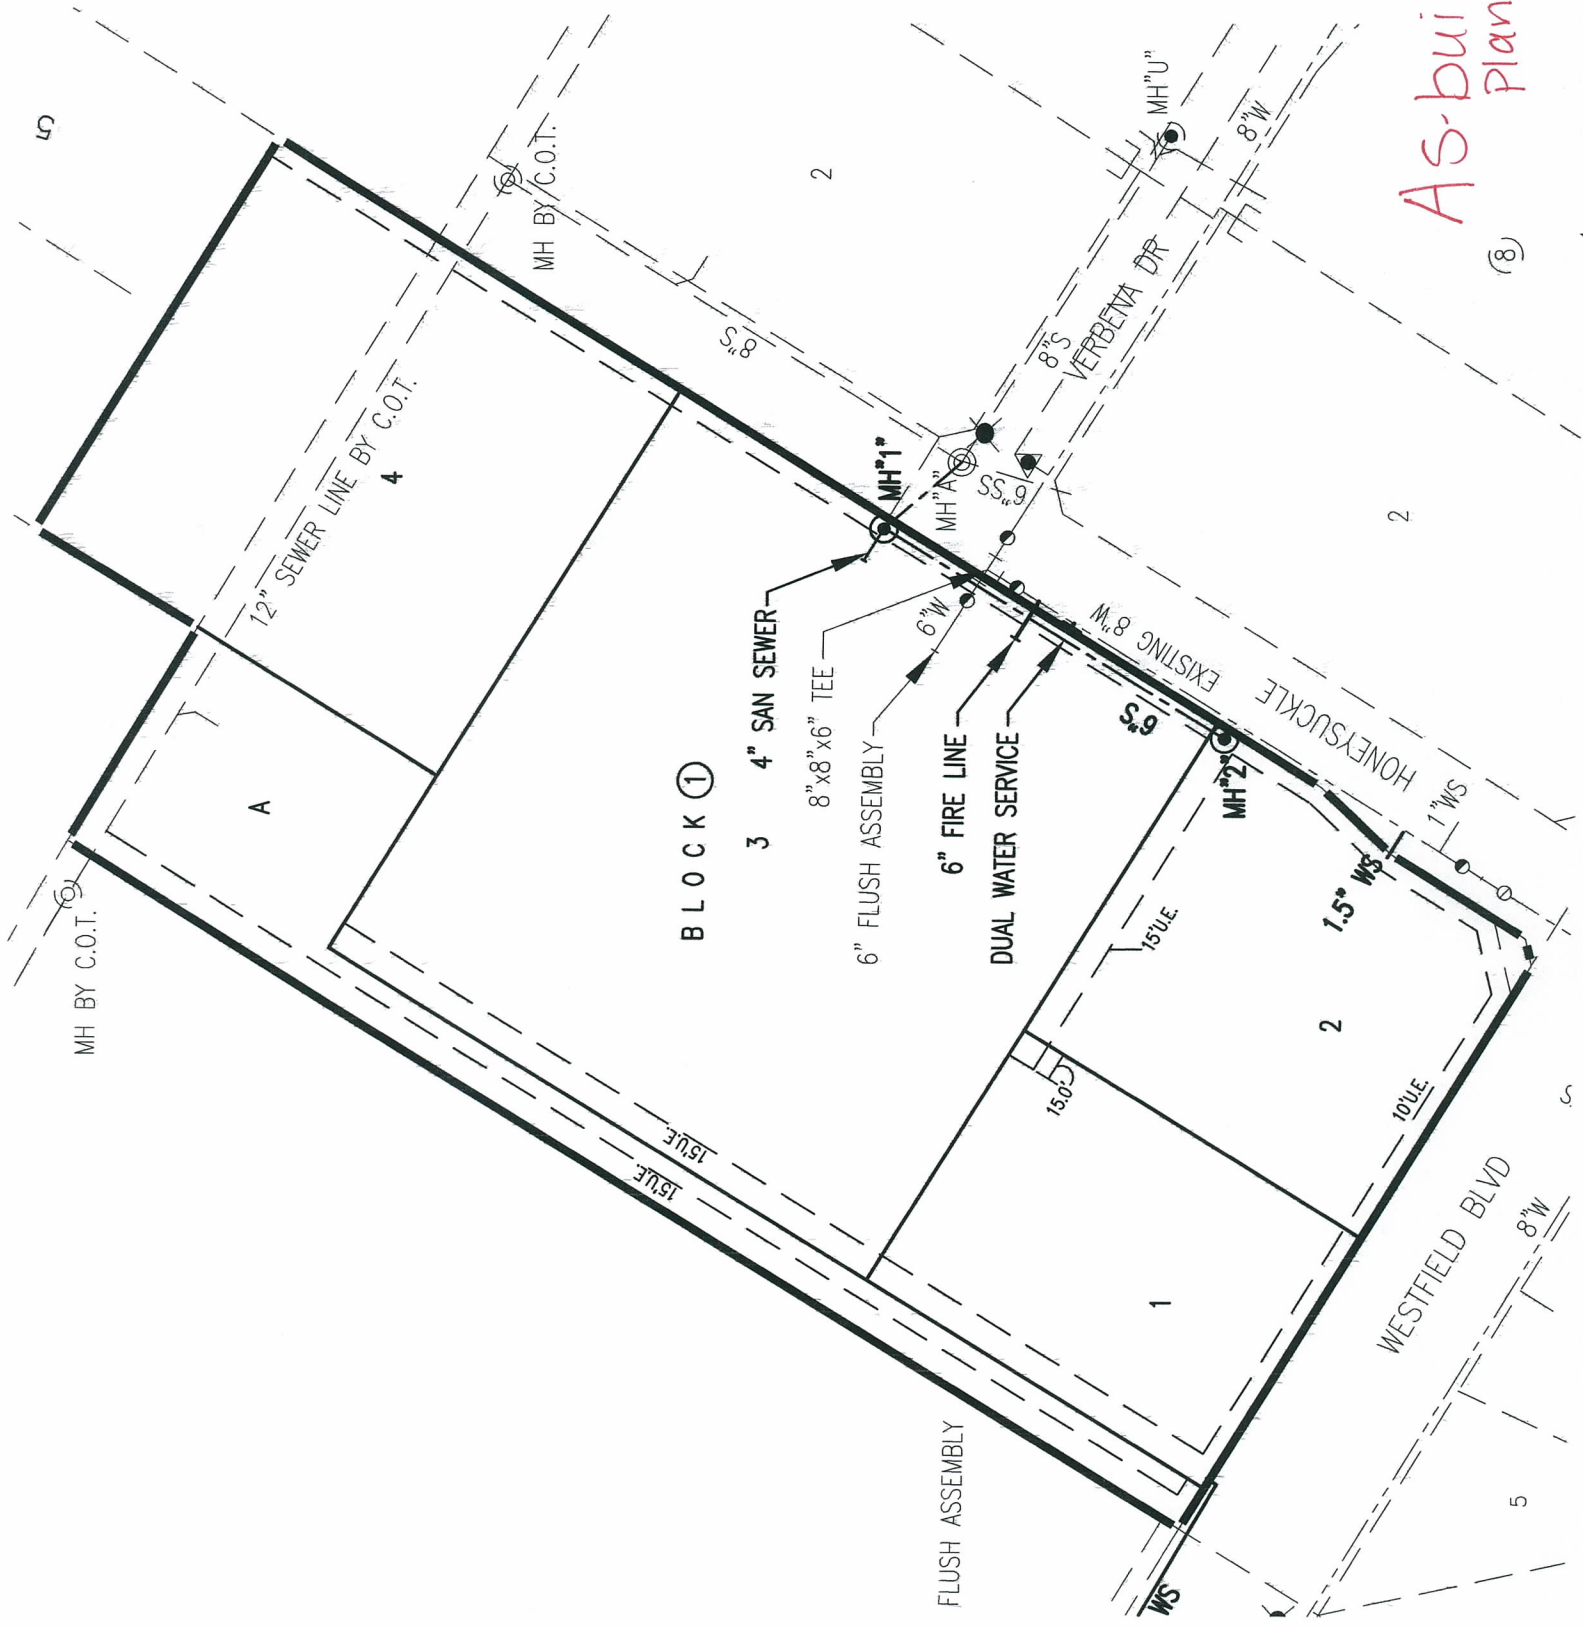 5
MH BY C.O.T.
2
MH"U"
8"W
AS-bui
plan
(8)
12" SEWER LINE BY C.O.T.
4
8"S
8"S
VERBENA DR
MH"1"
MH"A"
6"SS
2
A
BLOCK 1
3
4" SAN SEWER
8"x8"x6" TEE
6"W
6" FLUSH ASSEMBLY
6" FIRE LINE
DUAL WATER SERVICE
6"S
EXISTING 8"W
HONEYSUCKLE
MH"2"
1"WS
1.5" WS
15'U.E.
MH BY C.O.T.
15'U.E.
15'U.E.
15.0'
2
10'U.E.
1
WESTFIELD BLVD
8"W
S
FLUSH ASSEMBLY
5
WS